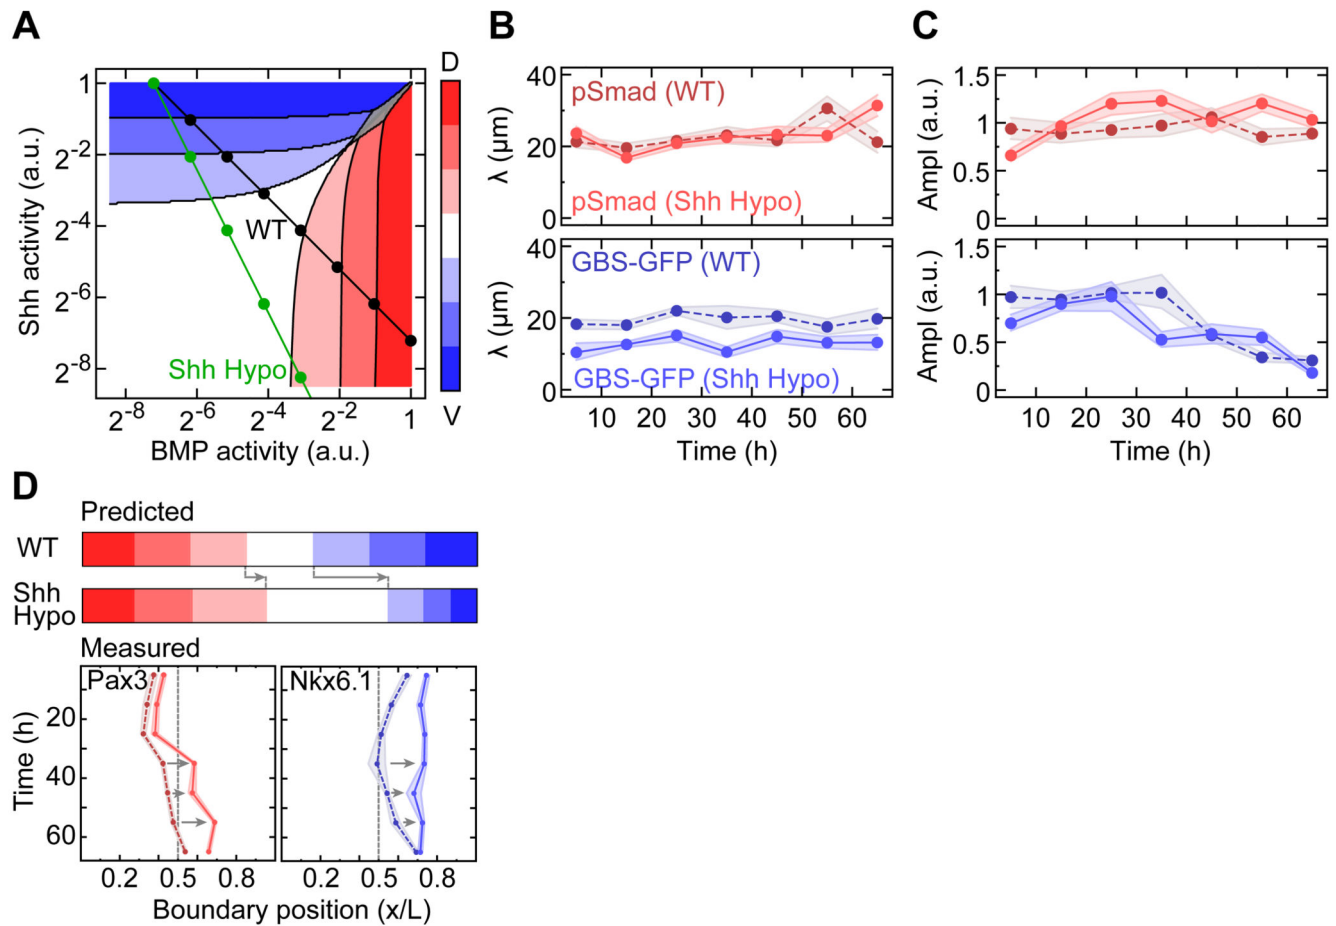 A
Shh activity (a.u.)
1
2-2
2-4
2-6
2-8
WT
Shh Hypo
2-8
2-6
2-4
2-2
1
BMP activity (a.u.)
D
V
B
λ (μm)
40
20
0
pSmad (WT)
pSmad (Shh Hypo)
λ (μm)
40
20
0
GBS-GFP (WT)
GBS-GFP (Shh Hypo)
10 20 30 40 50 60
Time (h)
C
Ampl (a.u.)
1.5
1
0.5
0
Ampl (a.u.)
1.5
1
0.5
0
10 20 30 40 50 60
Time (h)
D
Predicted
WT
Shh
Hypo
Measured
Pax3
Nkx6.1
Time (h)
20
40
60
0.2 0.5 0.8
0.2 0.5 0.8
Boundary position (x/L)